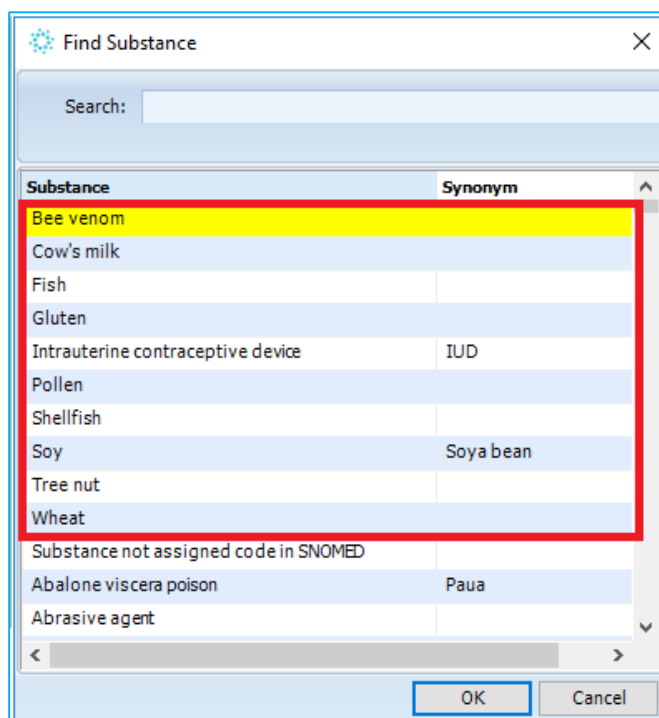 Find Substance
Search:
Substance Synonym
Bee venom
Cow's milk
Fish
Gluten
Intrauterine contraceptive device IUD
Pollen
Shellfish
Soy Soya bean
Tree nut
Wheat
Substance not assigned code in SNOMED
Abalone viscera poison Paua
Abrasive agent
OK Cancel